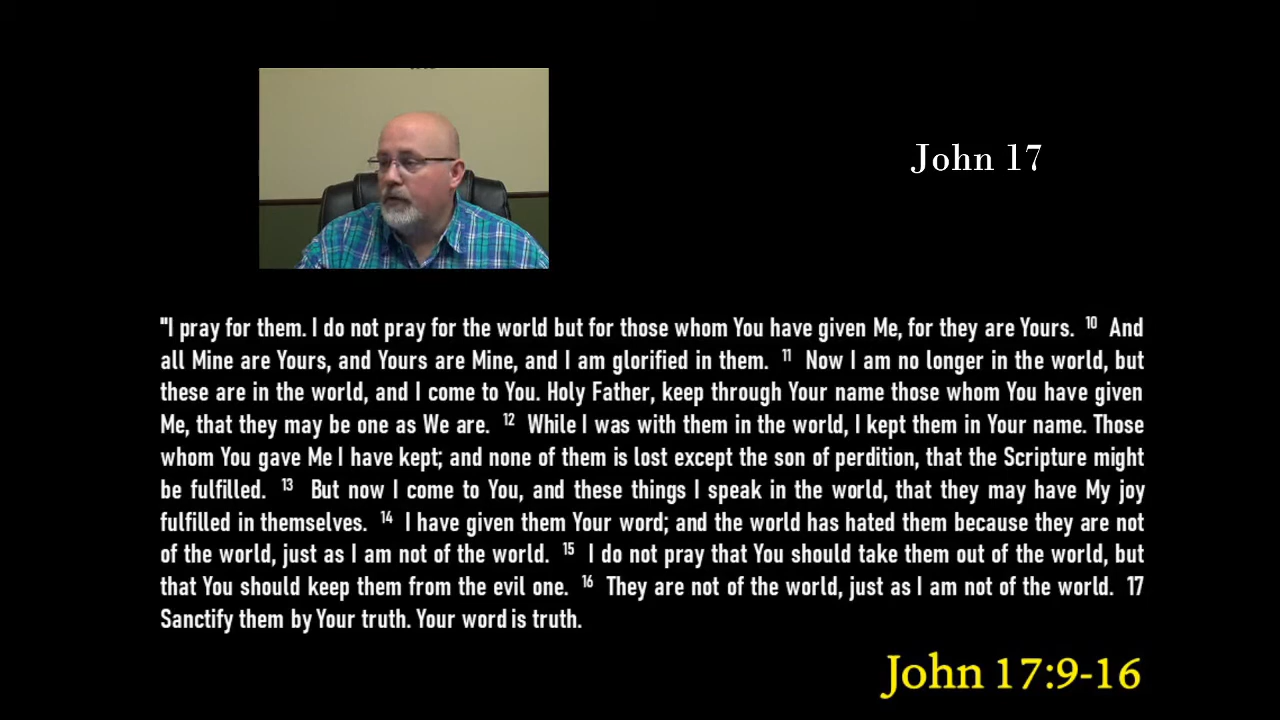 John 17
"I pray for them. I do not pray for the world but for those whom You have given Me, for they are Yours. 10 And
all Mine are Yours, and Yours are Mine, and I am glorified in them. 11 Now I am no longer in the world, but
these are in the world, and I come to You. Holy Father, keep through Your name those whom You have given
Me, that they may be one as We are. 12 While I was with them in the world, I kept them in Your name. Those
whom You gave Me I have kept; and none of them is lost except the son of perdition, that the Scripture might
be fulfilled. 13 But now I come to You, and these things I speak in the world, that they may have My joy
fulfilled in themselves. 14 I have given them Your word; and the world has hated them because they are not
of the world, just as I am not of the world. 15 I do not pray that You should take them out of the world, but
that You should keep them from the evil one. 16 They are not of the world, just as I am not of the world. 17
Sanctify them by Your truth. Your word is truth.
John 17:9-16